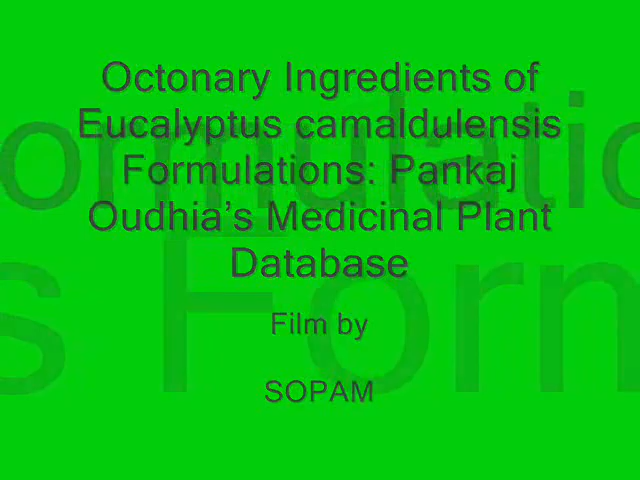 Octonary Ingredients of
Eucalyptus camaldulensis
Formulations: Pankaj
Oudhia’s Medicinal Plant
Database
Film by
SOPAM